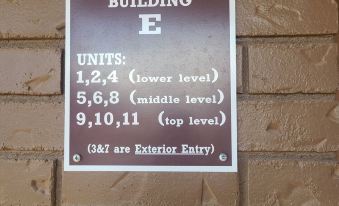 BUILDING
E
UNITS:
1,2,4 (lower level)
5,6,8 (middle level)
9,10,11 (top level)
(3&7 are Exterior Entry)